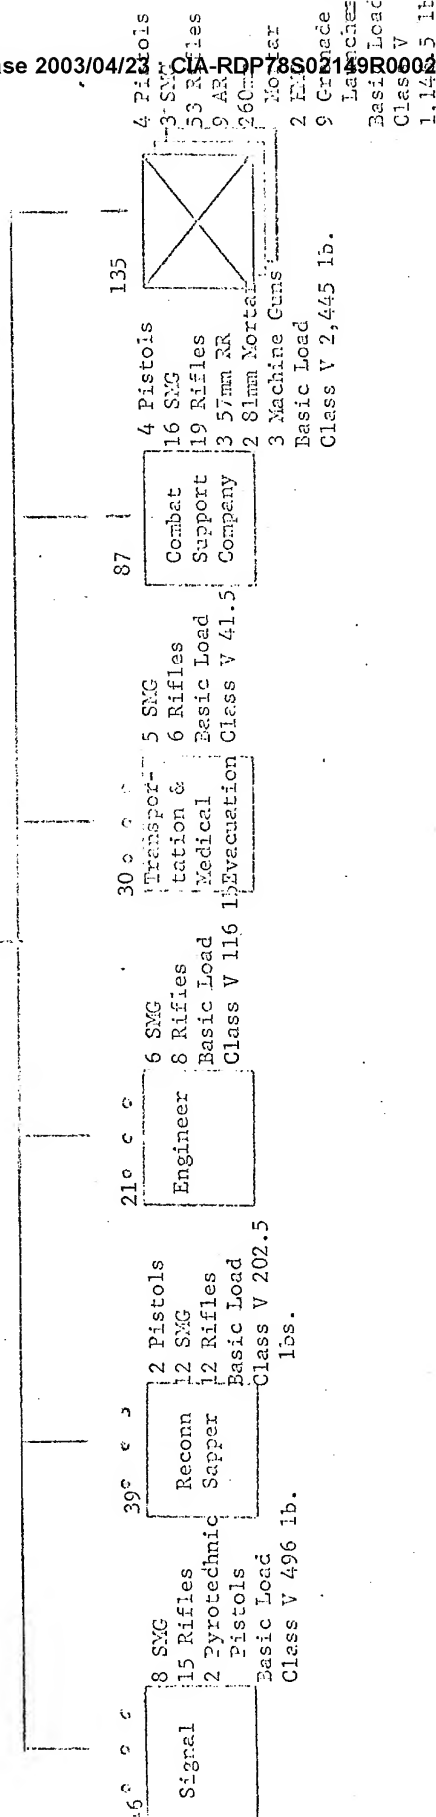 ase 2003/04/23 : CIA-RDP78S02149R0002
Signal
8 SMG
15 Rifles
2 Pyrotechnic
Pistols
Basic Load
Class V 496 lb.
39
Reconn
Sapper
2 Pistols
12 SMG
12 Rifles
Basic Load
Class V 202.5
lbs.
21
Engineer
6 SMG
8 Rifles
Basic Load
Class V 116 lb
30
Transpor-
tation &
Medical
Evacuation
5 SMG
6 Rifles
Basic Load
Class V 41.5
87
Combat
Support
Company
4 Pistols
16 SMG
19 Rifles
3 57mm RR
2 81mm Mortar
3 Machine Guns
Basic Load
Class V 2,445 lb.
135
4 Pistols
3 SMG
53 Rifles
9 AR
Mortar
2
9 Grenade
Basic Load
Class V